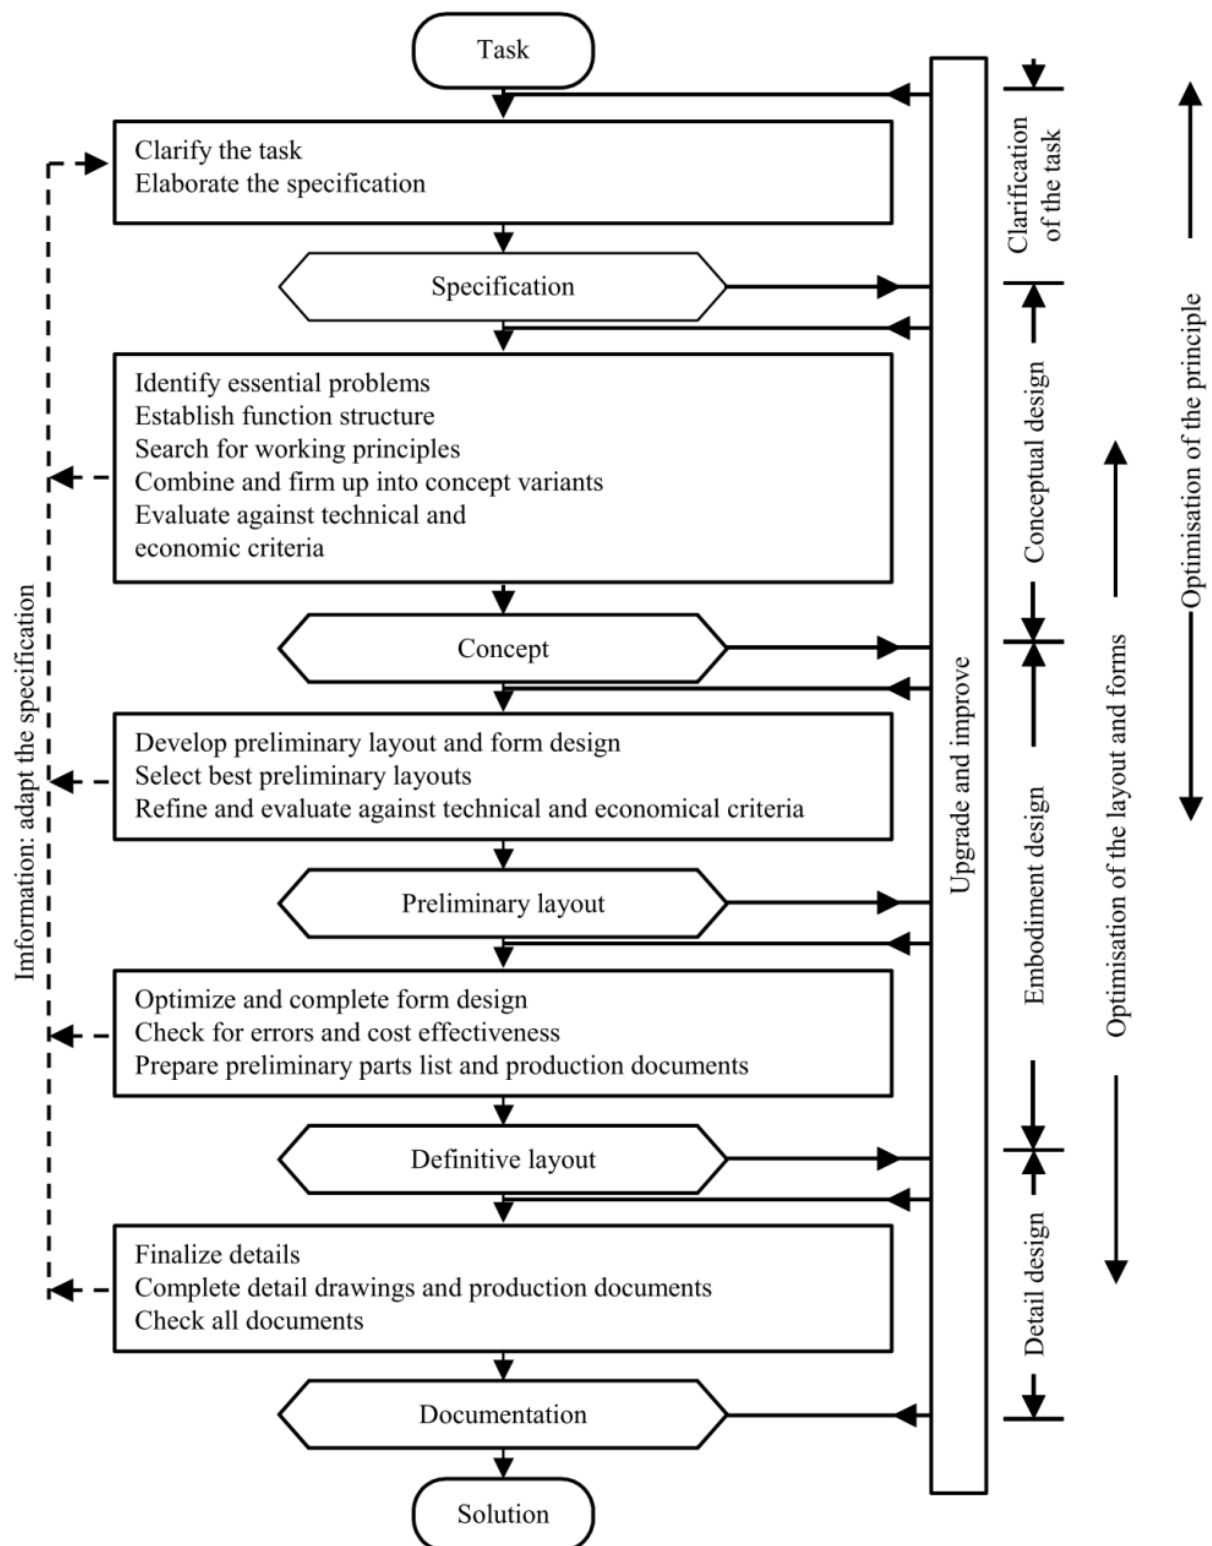 Task
Clarify the task
Elaborate the specification
Specification
Identify essential problems
Establish function structure
Search for working principles
Combine and firm up into concept variants
Evaluate against technical and
economic criteria
Concept
Develop preliminary layout and form design
Select best preliminary layouts
Refine and evaluate against technical and economical criteria
Preliminary layout
Optimize and complete form design
Check for errors and cost effectiveness
Prepare preliminary parts list and production documents
Definitive layout
Finalize details
Complete detail drawings and production documents
Check all documents
Documentation
Solution
Imformation: adapt the specification
Upgrade and improve
Clarification
of the task
Conceptual design
Embodiment design
Detail design
Optimisation of the layout and forms
Optimisation of the principle